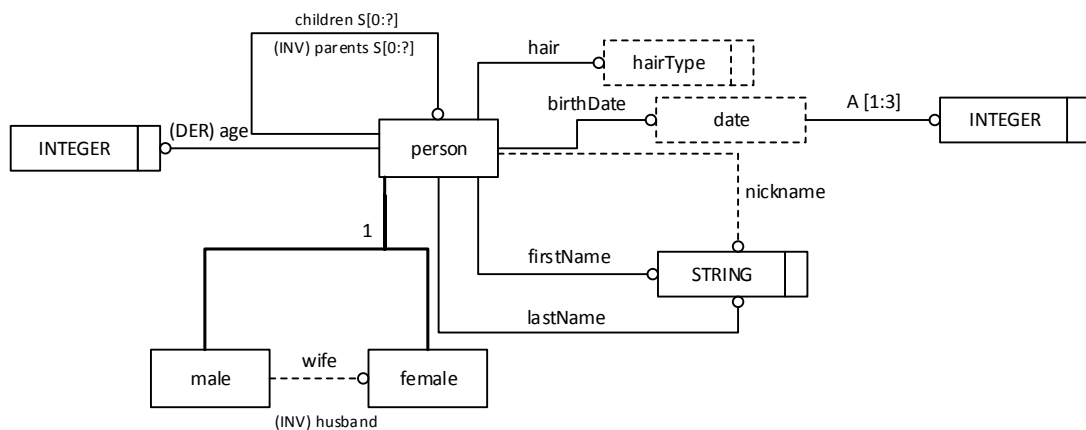 children S[0:?]
(INV) parents S[0:?]
hair
hairType
birthDate
date
A [1:3]
INTEGER
INTEGER
(DER) age
person
nickname
1
firstName
STRING
lastName
male
wife
female
(INV) husband